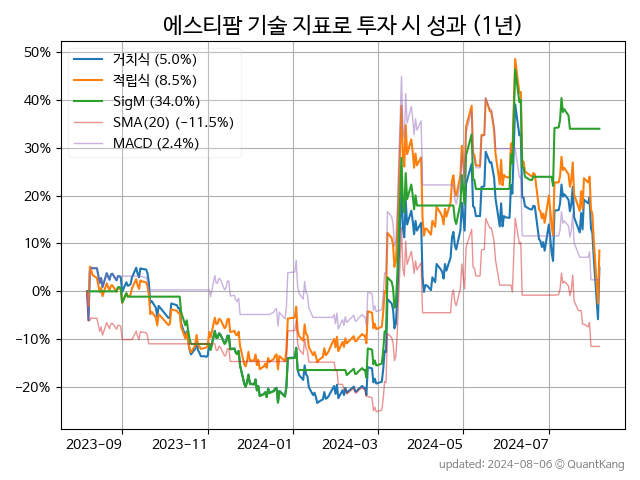 에스티팜 기술 지표로 투자 시 성과 (1년)
50%
40%
30%
20%
10%
0%
−10%
−20%
거치식 (5.0%)
적립식 (8.5%)
SigM (34.0%)
SMA(20) (−11.5%)
MACD (2.4%)
2023-09
2023-11
2024-01
2024-03
2024-05
2024-07
updated: 2024-08-06 © QuantKang